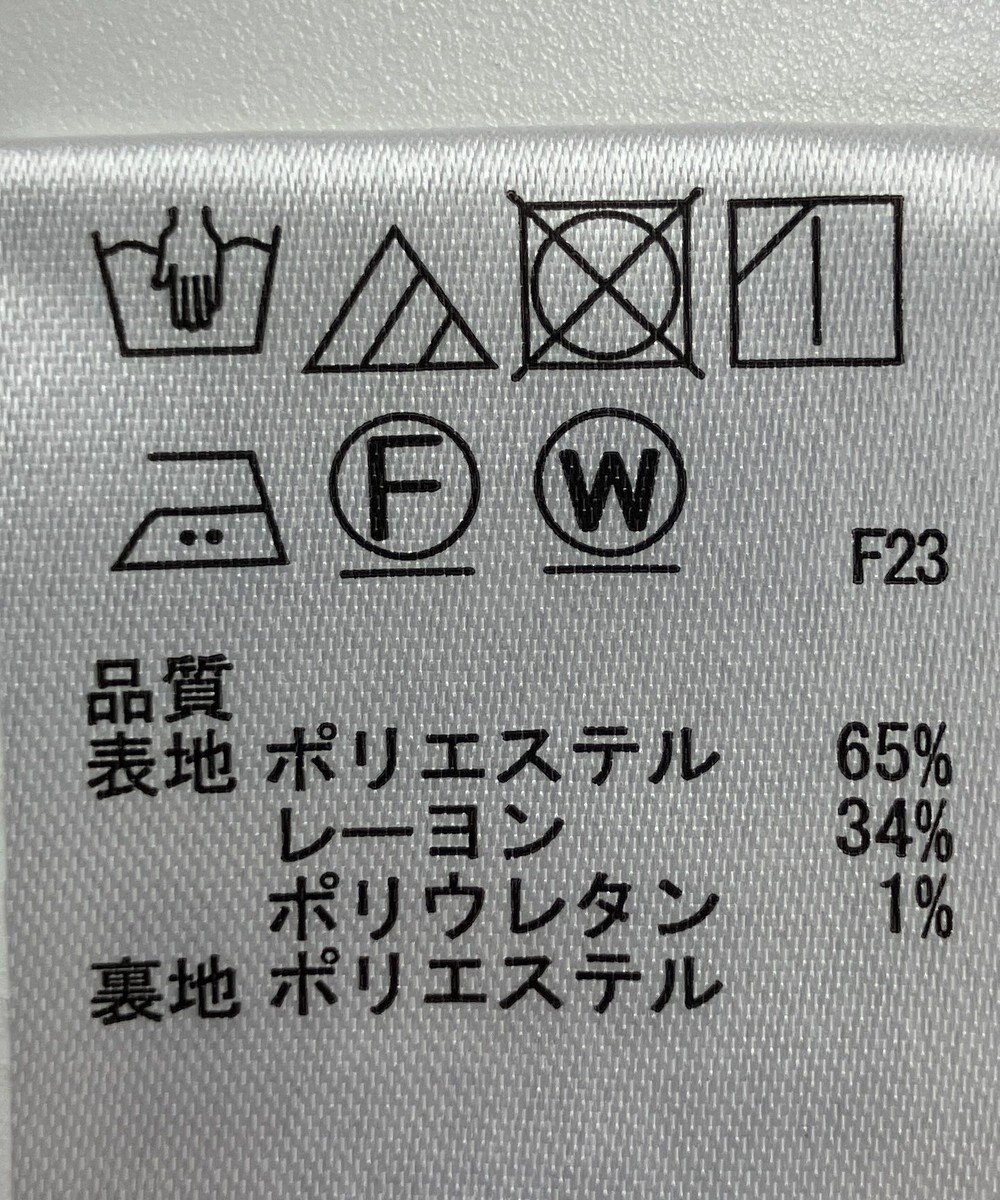 F W
F23
品質
表地 ポリエステル 65%
レーヨン 34%
ポリウレタン 1%
裏地 ポリエステル